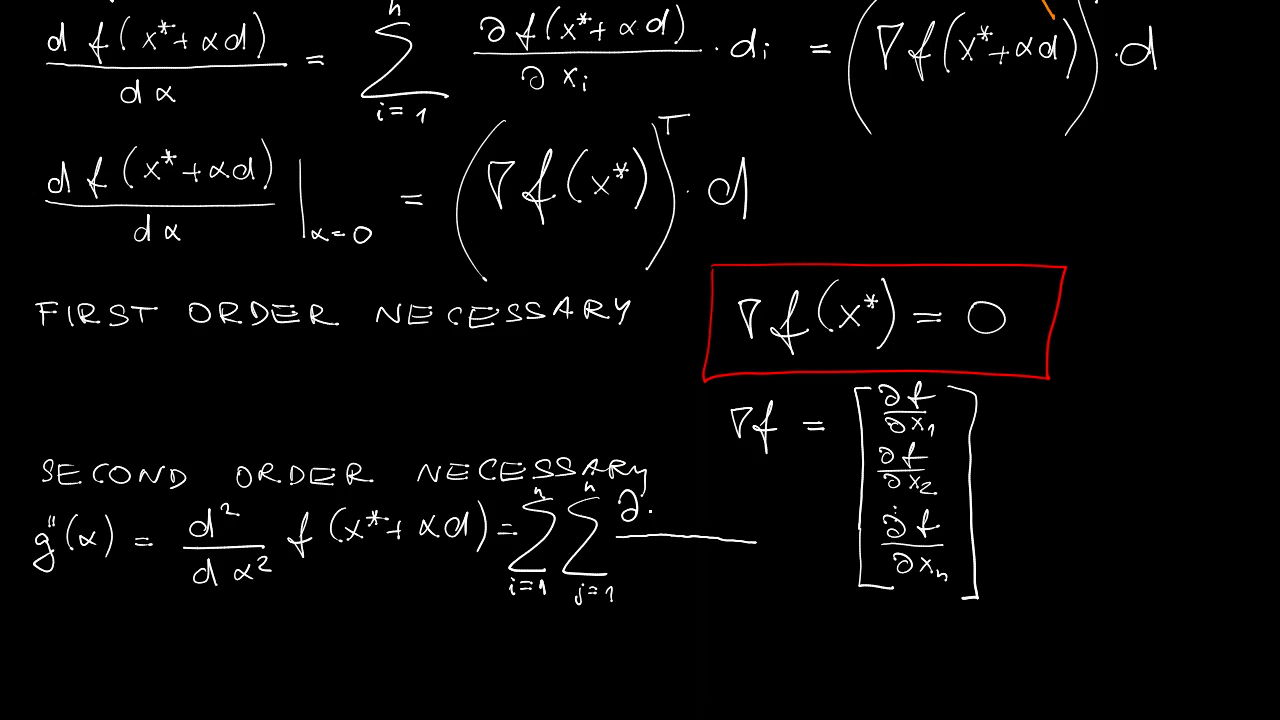 d f(x*+αd) / dα = Σ_{i=1}^{n} ∂f(x*+αd) / ∂x_i · d_i = (∇f(x*+αd)) · d
d f(x*+αd) / dα |_{α=0} = (∇f(x*))^T · d
FIRST ORDER NECESSARY ∇f(x*) = 0
∇f = [∂f/∂x_1 ∂f/∂x_2 ∂f/∂x_n]
SECOND ORDER NECESSARY
g''(α) = d²/dα² f(x*+αd) = Σ_{i=1}^{n} Σ_{j=1}^{n} ∂